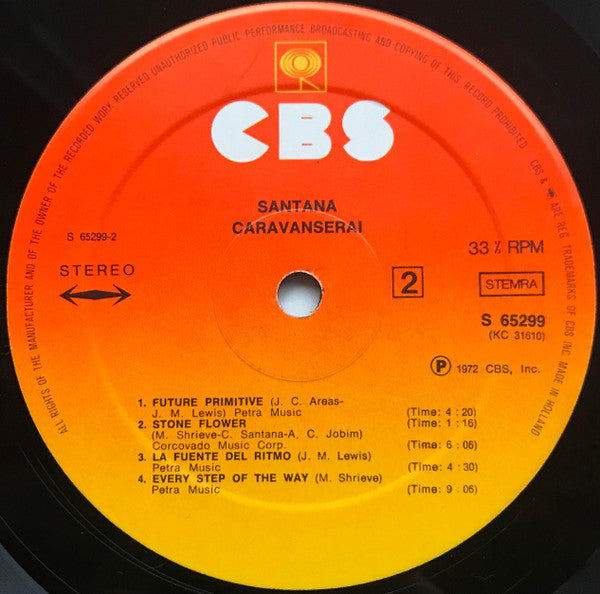 ALL RIGHTS OF THE MANUFACTURER AND OF THE OWNER OF THE RECORDED WORK RESERVED UNAUTHORIZED PUBLIC PERFORMANCE BROADCASTING AND COPYING OF THIS RECORD PROHIBITED CBS & ARE REG. TRADEMARKS OF CBS INC. MADE IN HOLLAND
CBS
SANTANA
CARAVANSERAI
S 65299-2
33⅓ RPM
STEREO
2
STEMRA
S 65299
(KC 31610)
Ⓟ 1972 CBS, Inc.
1. FUTURE PRIMITIVE (J. C. Areas-
J. M. Lewis) Petra Music (Time: 4 : 20)
2. STONE FLOWER (Time: 1 : 16)
(M. Shrieve-C. Santana-A, C. Jobim)
Corcovado Music Corp. (Time: 6 : 06)
3. LA FUENTE DEL RITMO (J. M. Lewis)
Petra Music (Time: 4 : 30)
4. EVERY STEP OF THE WAY (M. Shrieve)
Petra Music (Time: 9 : 06)